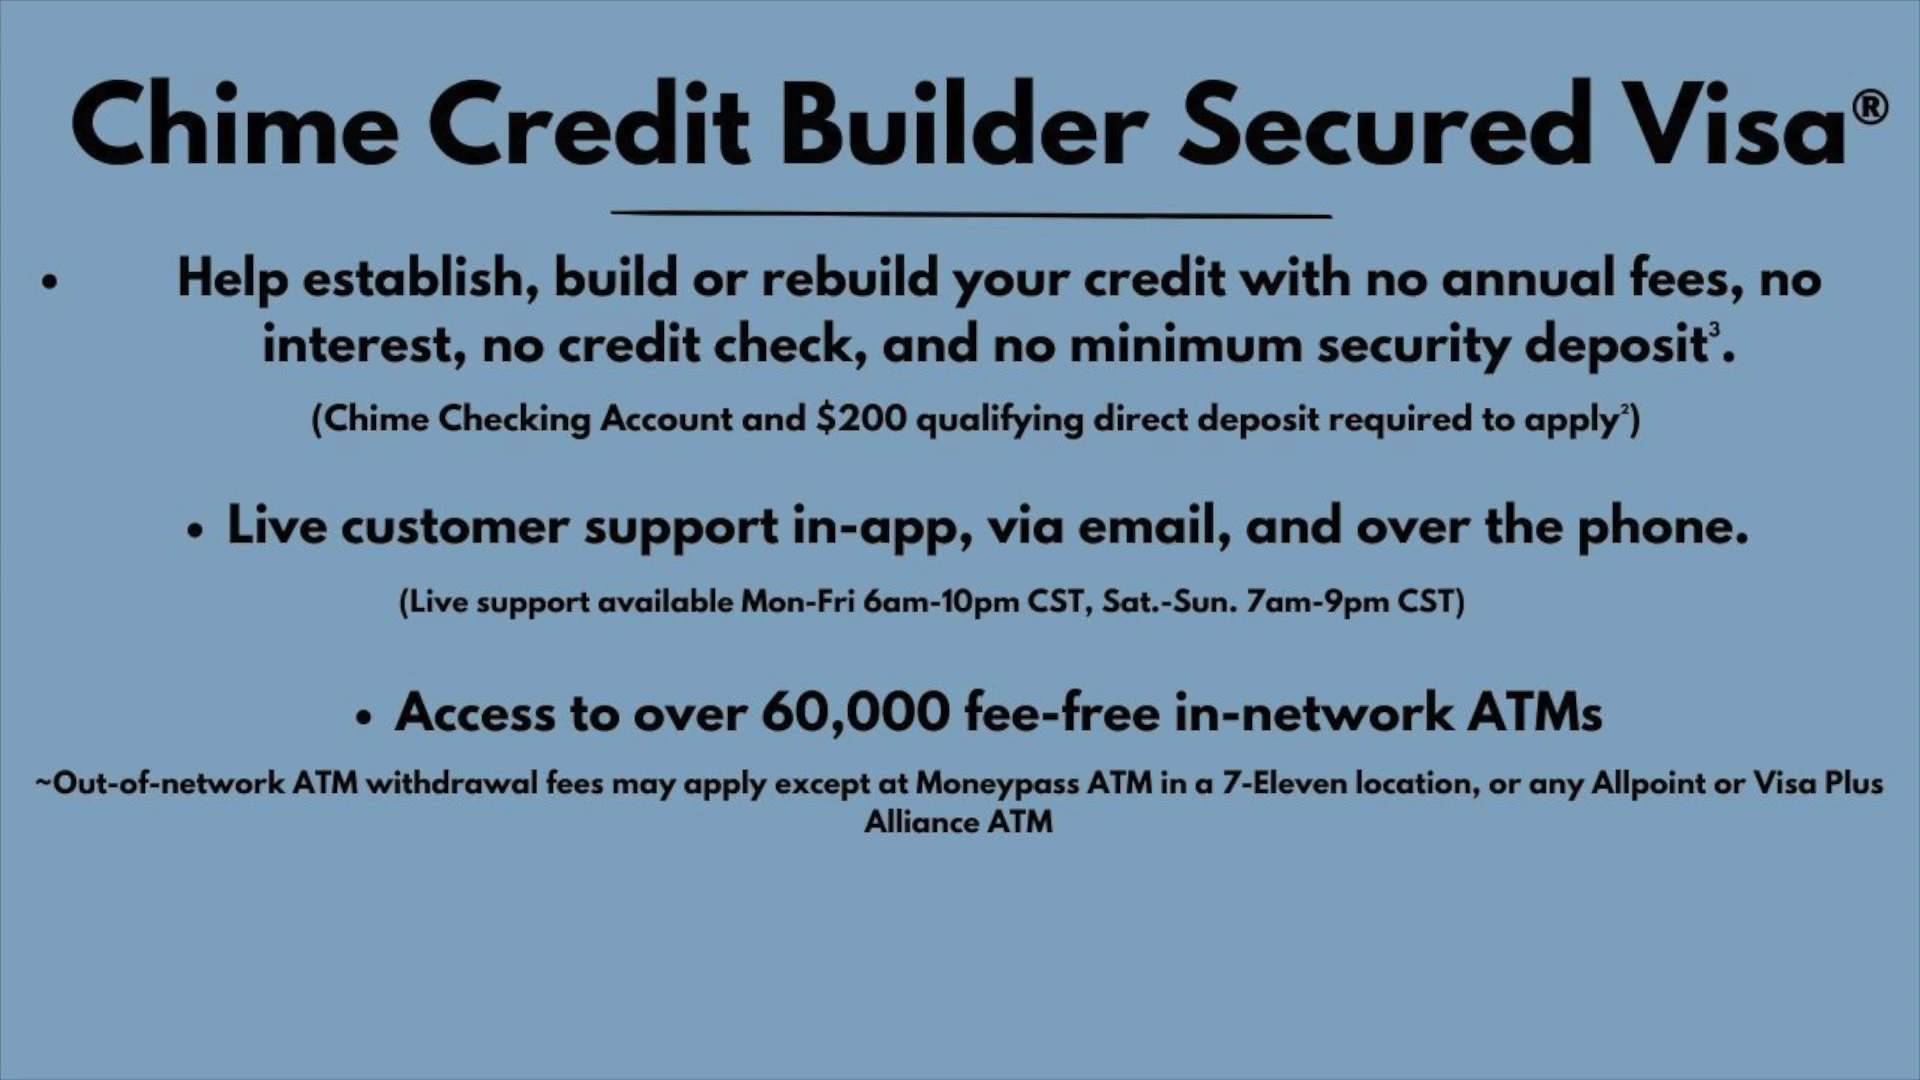 Chime Credit Builder Secured Visa®
• Help establish, build or rebuild your credit with no annual fees, no
interest, no credit check, and no minimum security deposit³.
(Chime Checking Account and $200 qualifying direct deposit required to apply²)
• Live customer support in-app, via email, and over the phone.
(Live support available Mon-Fri 6am-10pm CST, Sat.-Sun. 7am-9pm CST)
• Access to over 60,000 fee-free in-network ATMs
~Out-of-network ATM withdrawal fees may apply except at Moneypass ATM in a 7-Eleven location, or any Allpoint or Visa Plus
Alliance ATM